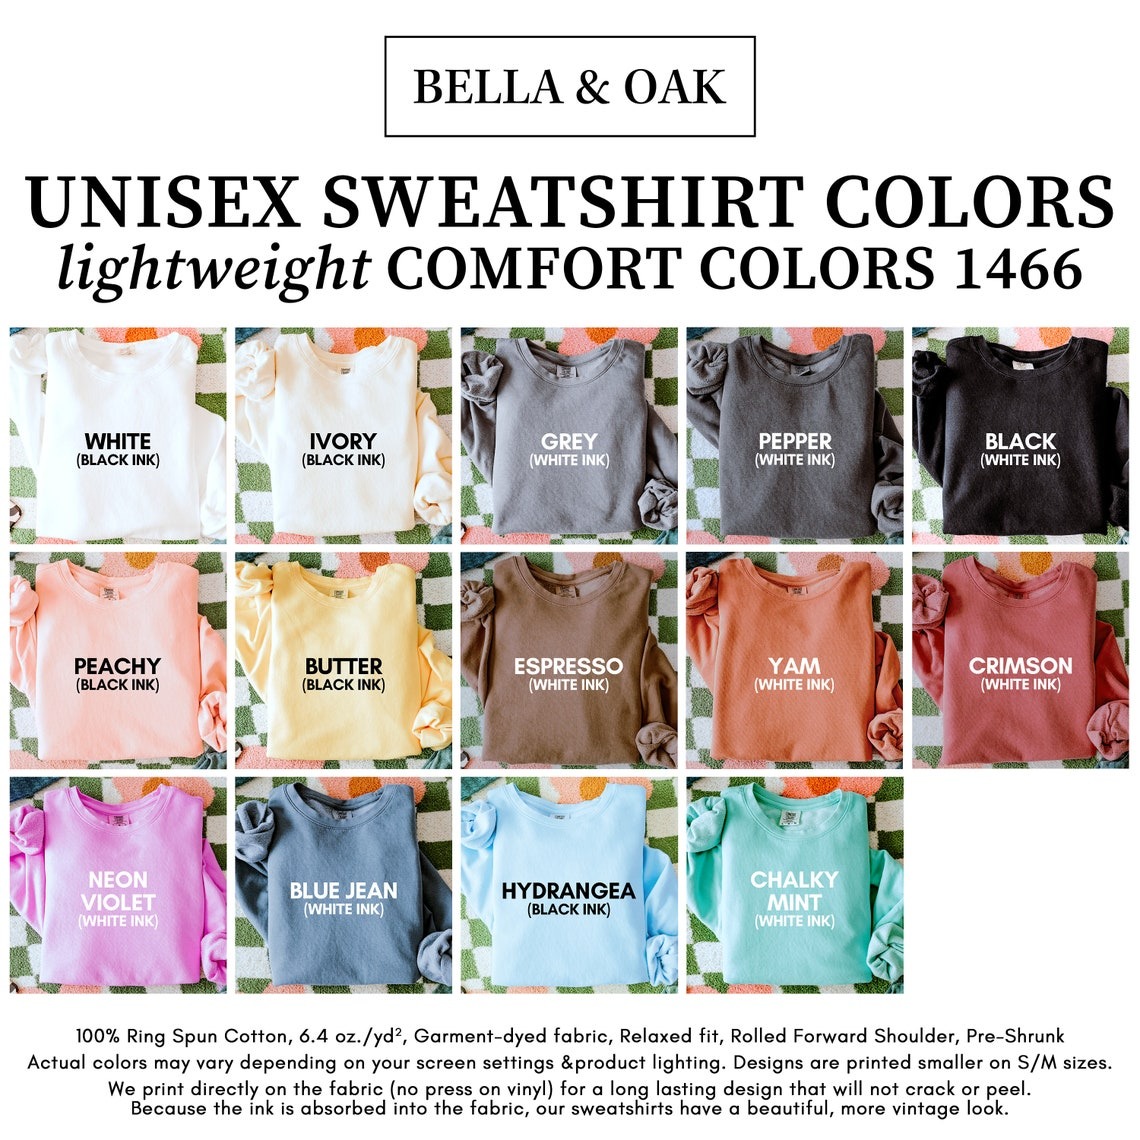 BELLA & OAK
UNISEX SWEATSHIRT COLORS
lightweight COMFORT COLORS 1466
WHITE
(BLACK INK)
IVORY
(BLACK INK)
GREY
(WHITE INK)
PEPPER
(WHITE INK)
BLACK
(WHITE INK)
PEACHY
(BLACK INK)
BUTTER
(BLACK INK)
ESPRESSO
(WHITE INK)
YAM
(WHITE INK)
CRIMSON
(WHITE INK)
NEON
VIOLET
(WHITE INK)
BLUE JEAN
(WHITE INK)
HYDRANGEA
(BLACK INK)
CHALKY
MINT
(WHITE INK)
100% Ring Spun Cotton, 6.4 oz./yd², Garment-dyed fabric, Relaxed fit, Rolled Forward Shoulder, Pre-Shrunk
Actual colors may vary depending on your screen settings &product lighting. Designs are printed smaller on S/M sizes.
We print directly on the fabric (no press on vinyl) for a long lasting design that will not crack or peel.
Because the ink is absorbed into the fabric, our sweatshirts have a beautiful, more vintage look.